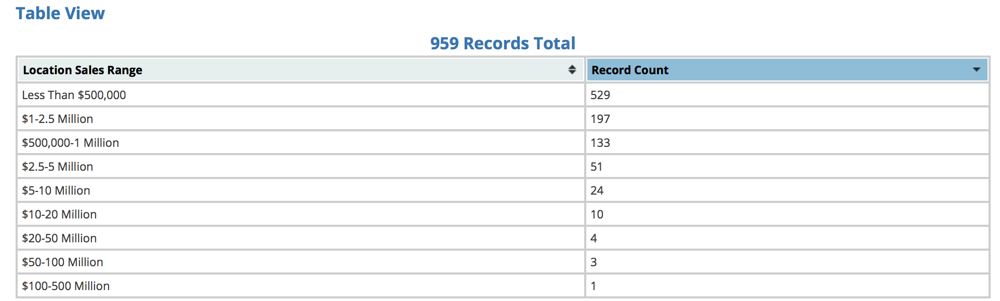 Table View
959 Records Total
Location Sales Range Record Count
Less Than $500,000 529
$1-2.5 Million 197
$500,000-1 Million 133
$2.5-5 Million 51
$5-10 Million 24
$10-20 Million 10
$20-50 Million 4
$50-100 Million 3
$100-500 Million 1